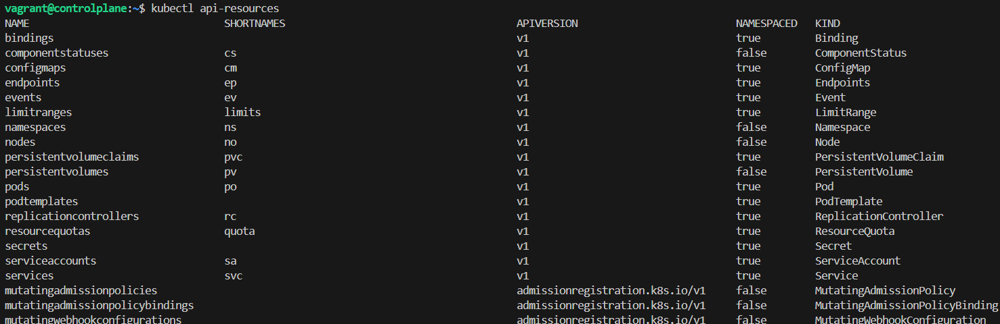 vagrant@controlplane:~$ kubectl api-resources
NAME SHORTNAMES APIVERSION NAMESPACED KIND
bindings v1 true Binding
componentstatuses cs v1 false ComponentStatus
configmaps cm v1 true ConfigMap
endpoints ep v1 true Endpoints
events ev v1 true Event
limitranges limits v1 true LimitRange
namespaces ns v1 false Namespace
nodes no v1 false Node
persistentvolumeclaims pvc v1 true PersistentVolumeClaim
persistentvolumes pv v1 false PersistentVolume
pods po v1 true Pod
podtemplates v1 true PodTemplate
replicationcontrollers rc v1 true ReplicationController
resourcequotas quota v1 true ResourceQuota
secrets v1 true Secret
serviceaccounts sa v1 true ServiceAccount
services svc v1 true Service
mutatingadmissionpolicies admissionregistration.k8s.io/v1 false MutatingAdmissionPolicy
mutatingadmissionpolicybindings admissionregistration.k8s.io/v1 false MutatingAdmissionPolicyBinding
mutatingwebhookconfigurations admissionregistration.k8s.io/v1 false MutatingWebhookConfiguration